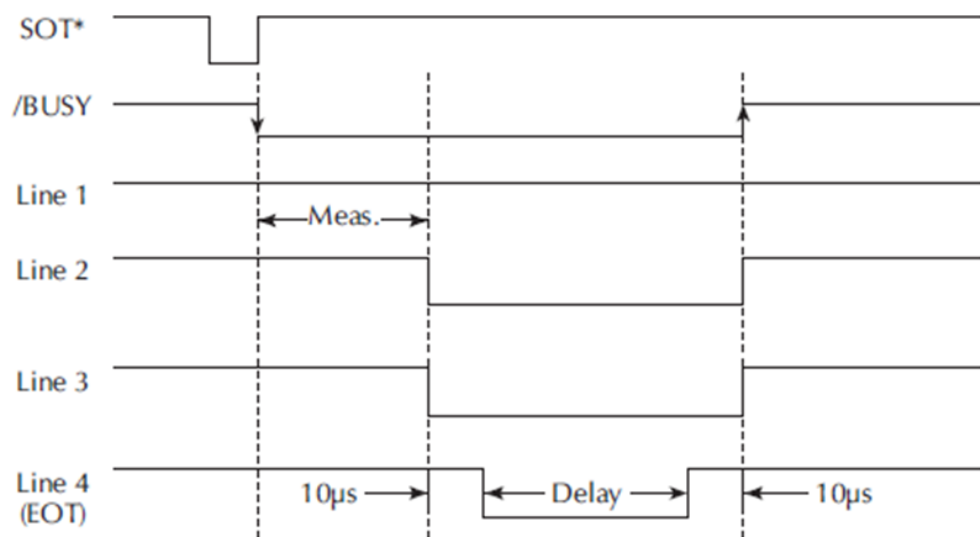 SOT*
/BUSY
Line 1
Meas.
Line 2
Line 3
Line 4
(EOT)
10µs
Delay
10µs